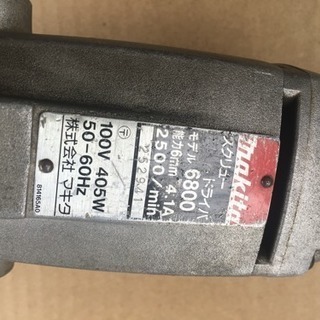 makita
スクリュードライバ
モデル 6800
能力6mm 4.1A
2500/min
25294
〒
100V 405W
50-60Hz
株式会社 マキタ